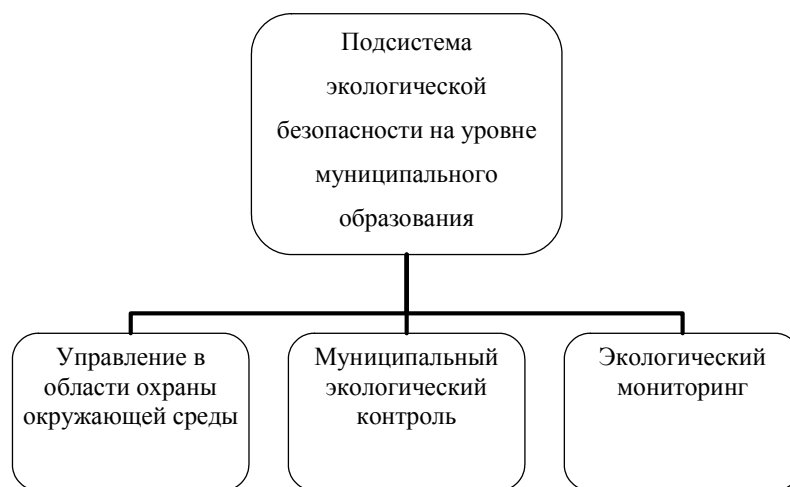 Подсистема
экологической
безопасности на уровне
муниципального
образования
Управление в
области охраны
окружающей среды
Муниципальный
экологический
контроль
Экологический
мониторинг